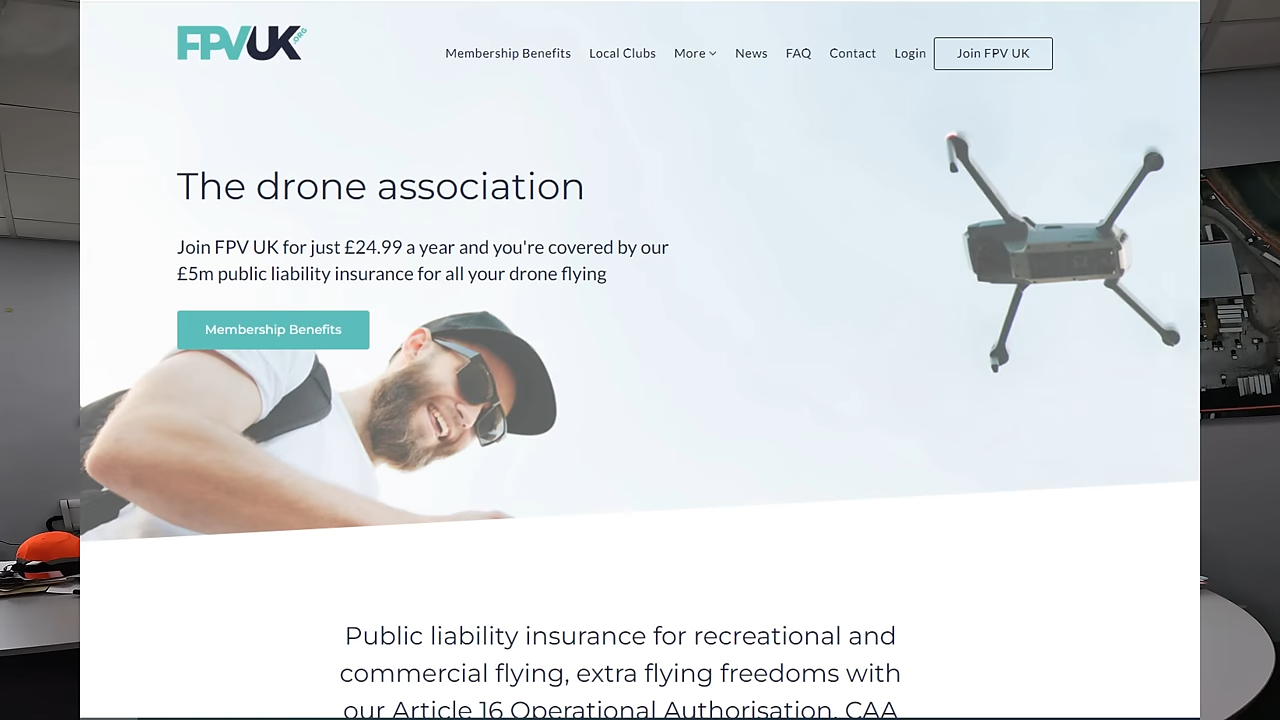 FPVUK.ORG
Membership Benefits
Local Clubs
More
News
FAQ
Contact
Login
Join FPV UK
The drone association
Join FPV UK for just £24.99 a year and you're covered by our
£5m public liability insurance for all your drone flying
Membership Benefits
Public liability insurance for recreational and
commercial flying, extra flying freedoms with
our Article 16 Operational Authorisation, CAA